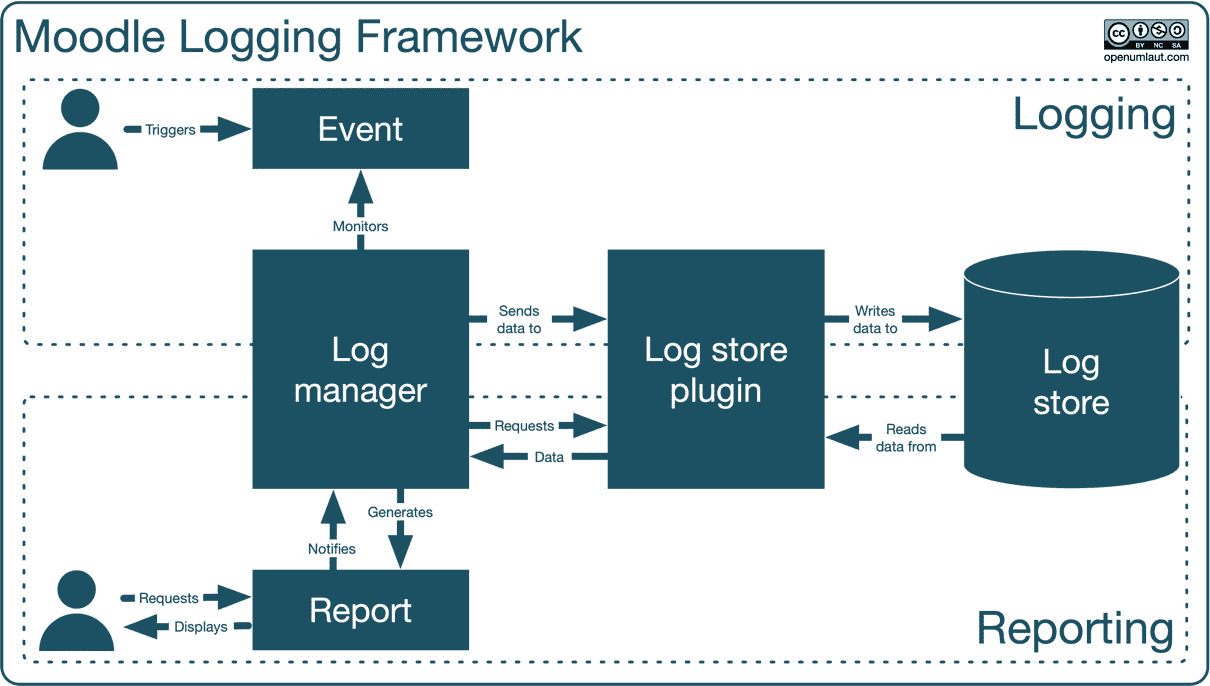 Moodle Logging Framework
cc
BY NC SA
openumlaut.com
Logging
Triggers
Event
Monitors
Log
manager
Sends
data to
Log store
plugin
Writes
data to
Log
store
Requests
Data
Reads
data from
Notifies
Generates
Requests
Displays
Report
Reporting